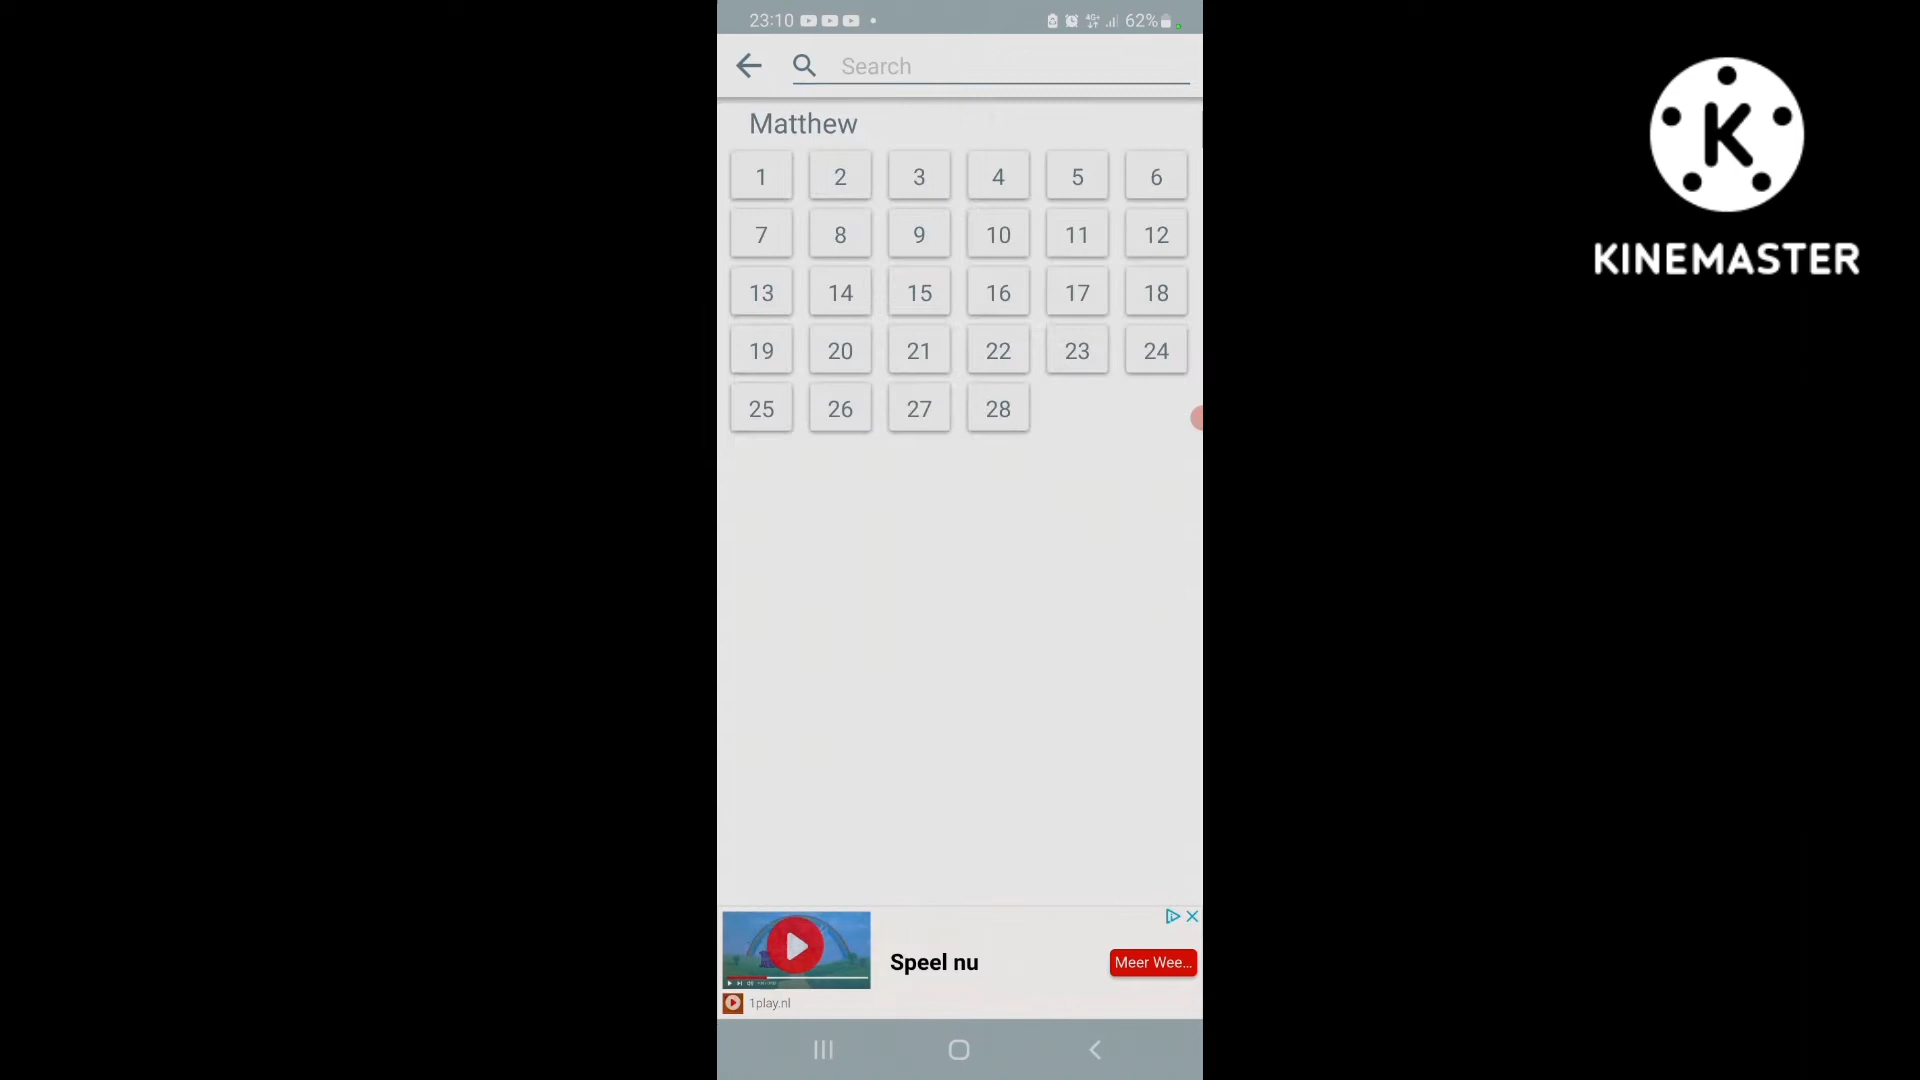 23:10 4G+ 62%
Search
Matthew
1 2 3 4 5 6
7 8 9 10 11 12
13 14 15 16 17 18
19 20 21 22 23 24
25 26 27 28
Speel nu
Meer Wee...
1play.nl
K
KINEMASTER